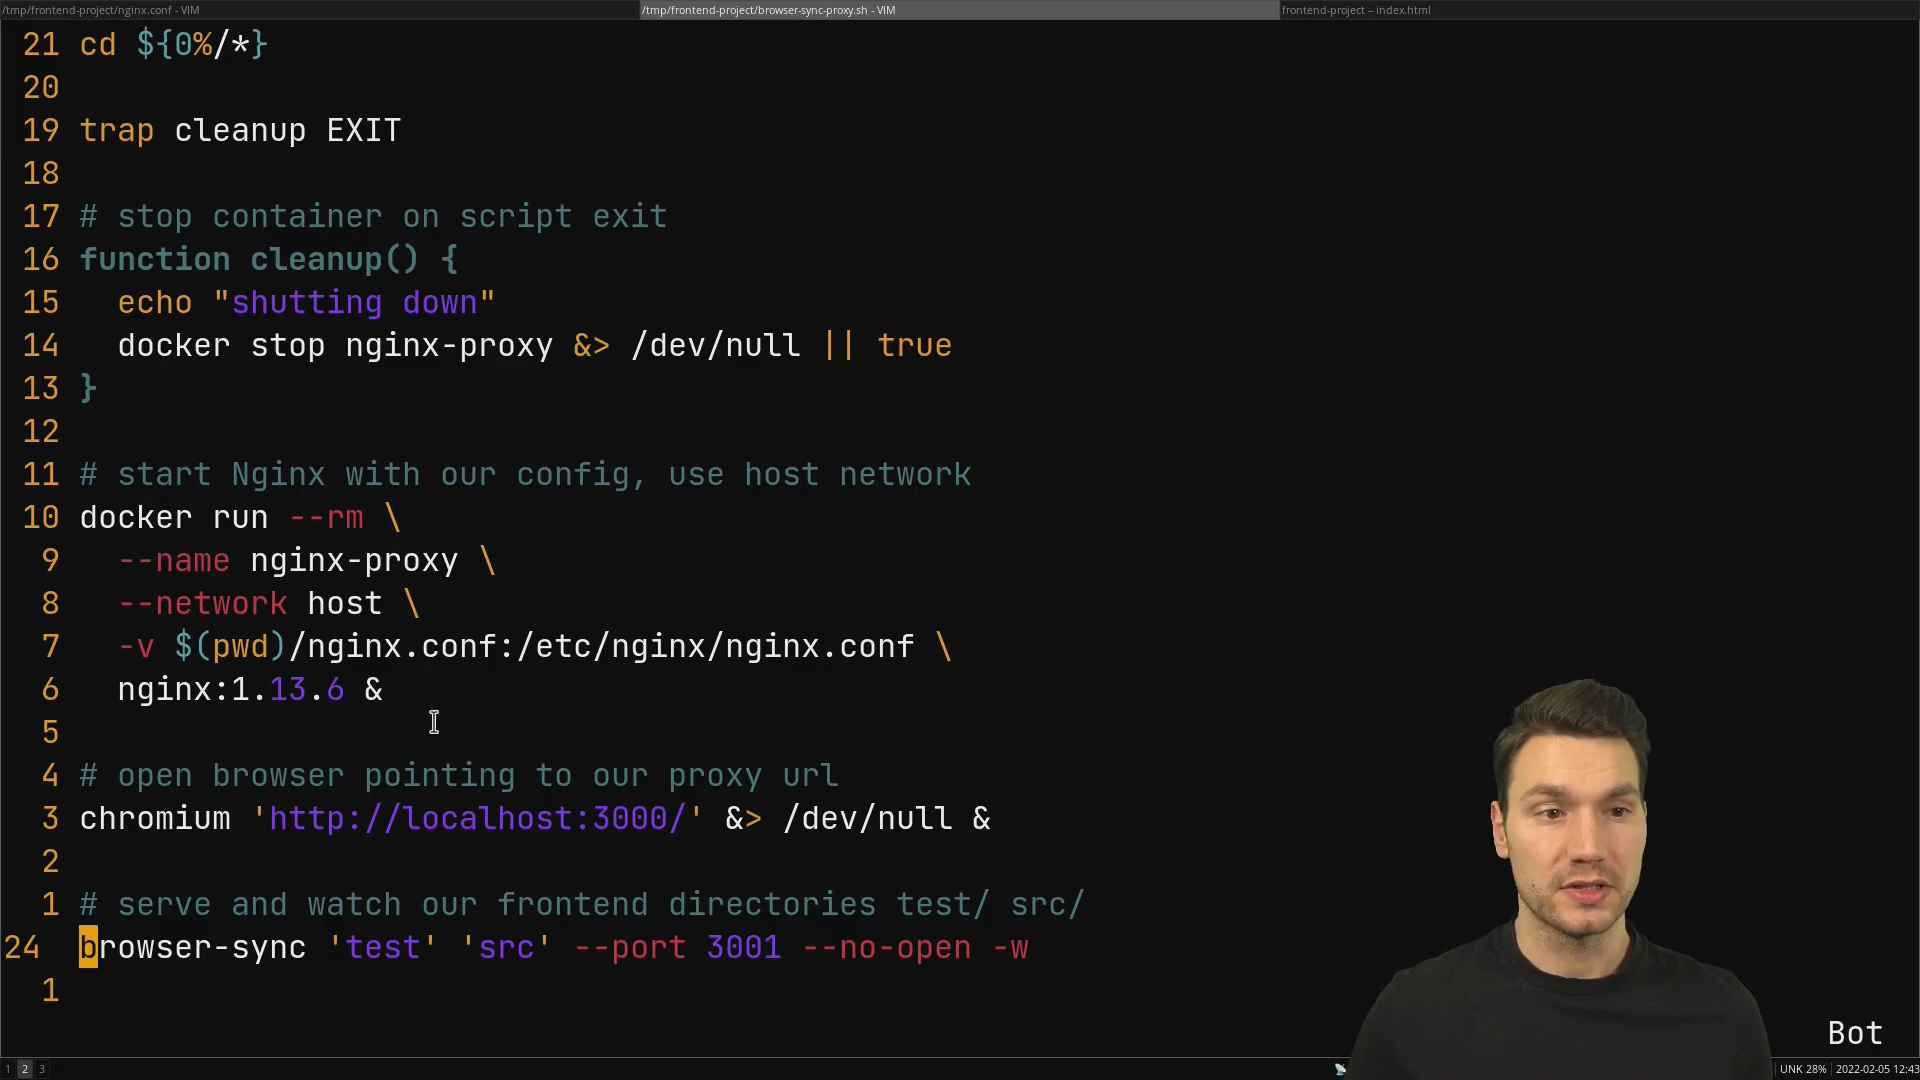 /tmp/frontend-project/nginx.conf - VIM
/tmp/frontend-project/browser-sync-proxy.sh - VIM
frontend-project – index.html
21 cd ${0%/*}
20
19 trap cleanup EXIT
18
17 # stop container on script exit
16 function cleanup() {
15 echo "shutting down"
14 docker stop nginx-proxy &> /dev/null || true
13 }
12
11 # start Nginx with our config, use host network
10 docker run --rm \
9 --name nginx-proxy \
8 --network host \
7 -v $(pwd)/nginx.conf:/etc/nginx/nginx.conf \
6 nginx:1.13.6 &
5
4 # open browser pointing to our proxy url
3 chromium 'http://localhost:3000/' &> /dev/null &
2
1 # serve and watch our frontend directories test/ src/
24 browser-sync 'test' 'src' --port 3001 --no-open -w
1
Bot
1 2 3
UNK 28% 2022-02-05 12:43